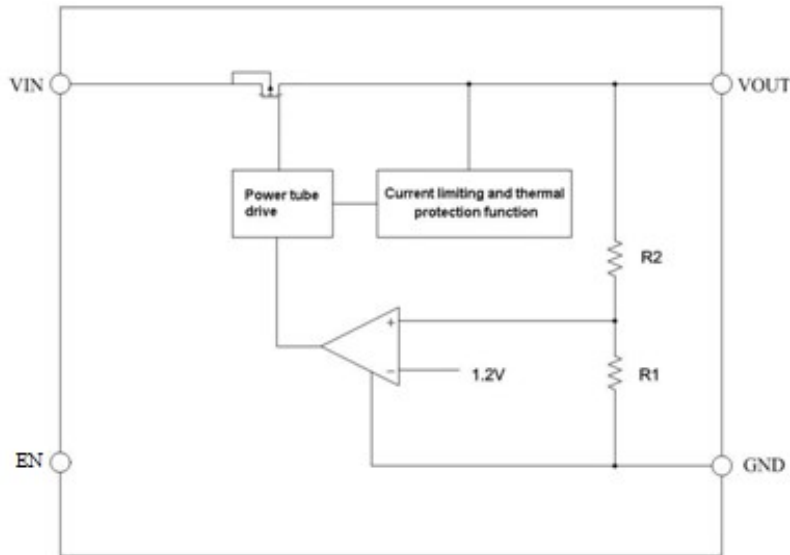 VIN
VOUT
Power tube
drive
Current limiting and thermal
protection function
R2
+
−
1.2V
R1
EN
GND